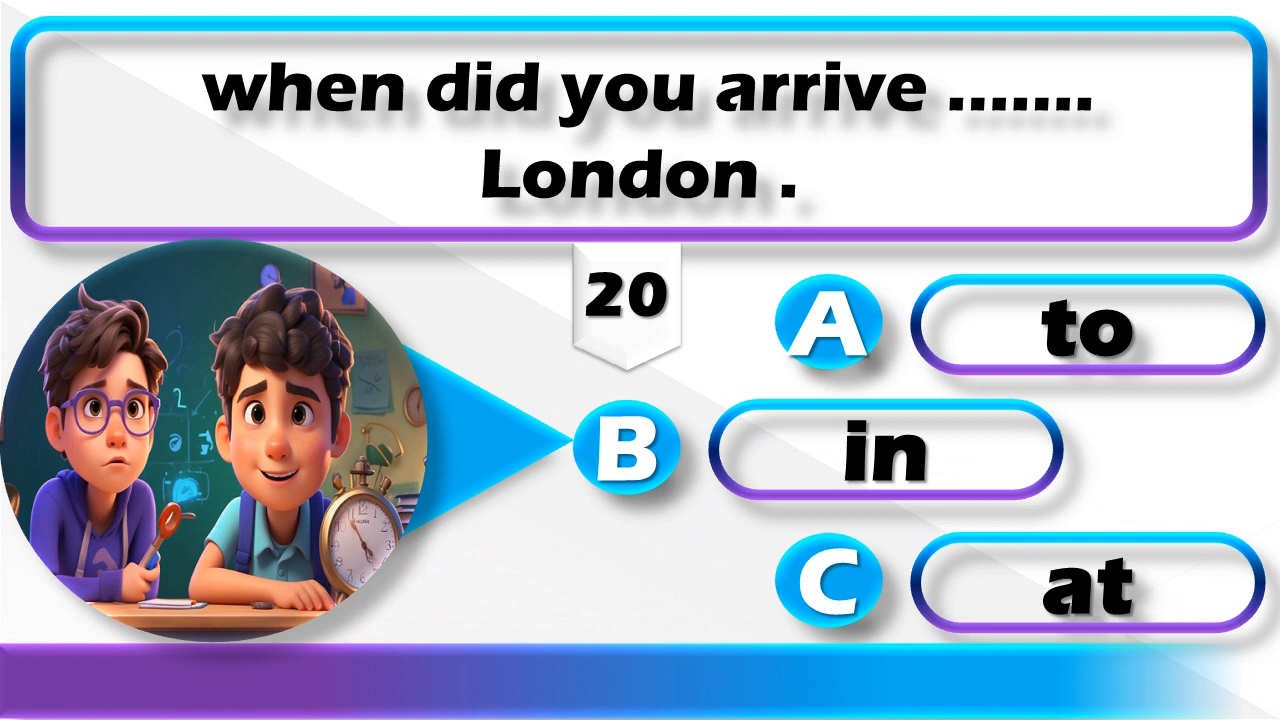 when did you arrive .......
London .
20
A to
B in
C at